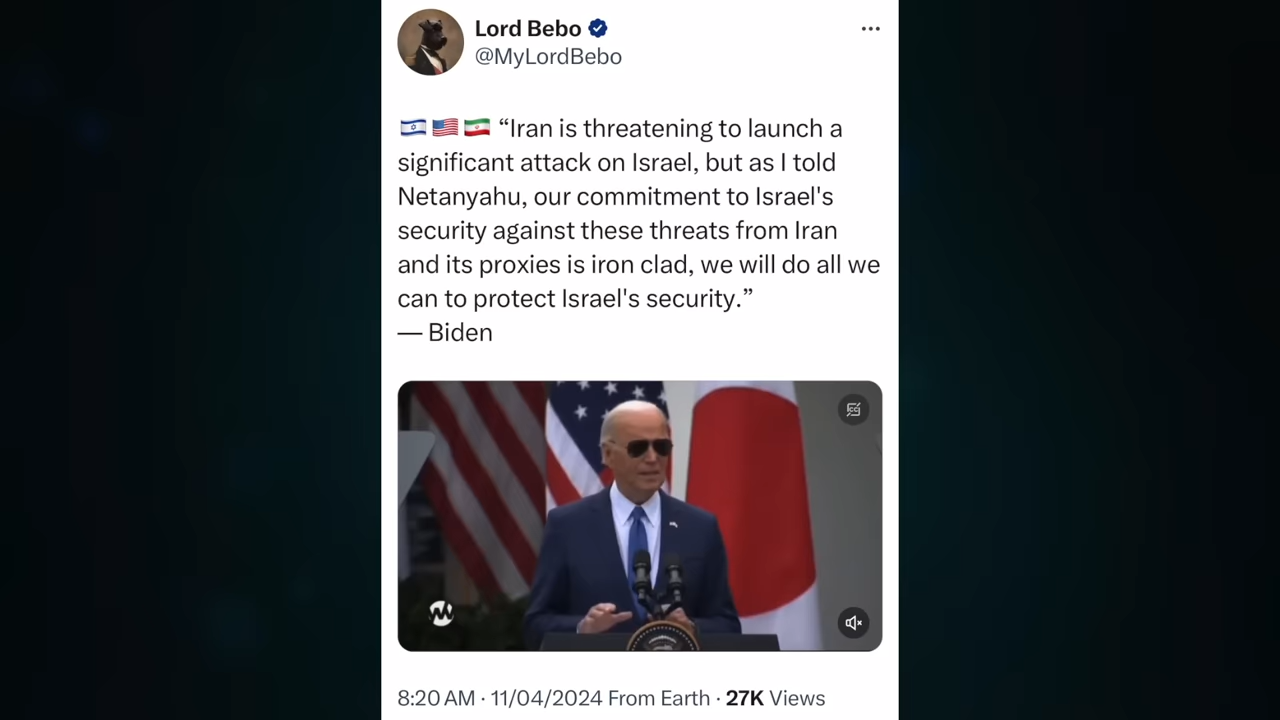 Lord Bebo
@MyLordBebo
🇮🇱 🇺🇸 🇮🇷 “Iran is threatening to launch a
significant attack on Israel, but as I told
Netanyahu, our commitment to Israel's
security against these threats from Iran
and its proxies is iron clad, we will do all we
can to protect Israel's security.”
— Biden
8:20 AM · 11/04/2024 From Earth · 27K Views